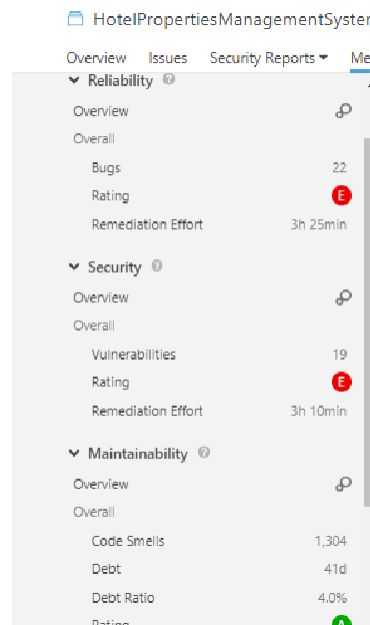 HotelPropertiesManagementSystem
Overview Issues Security Reports Me
Reliability
Overview
Overall
Bugs 22
Rating E
Remediation Effort 3h 25min
Security
Overview
Overall
Vulnerabilities 19
Rating E
Remediation Effort 3h 10min
Maintainability
Overview
Overall
Code Smells 1,304
Debt 41d
Debt Ratio 4.0%
Rating A